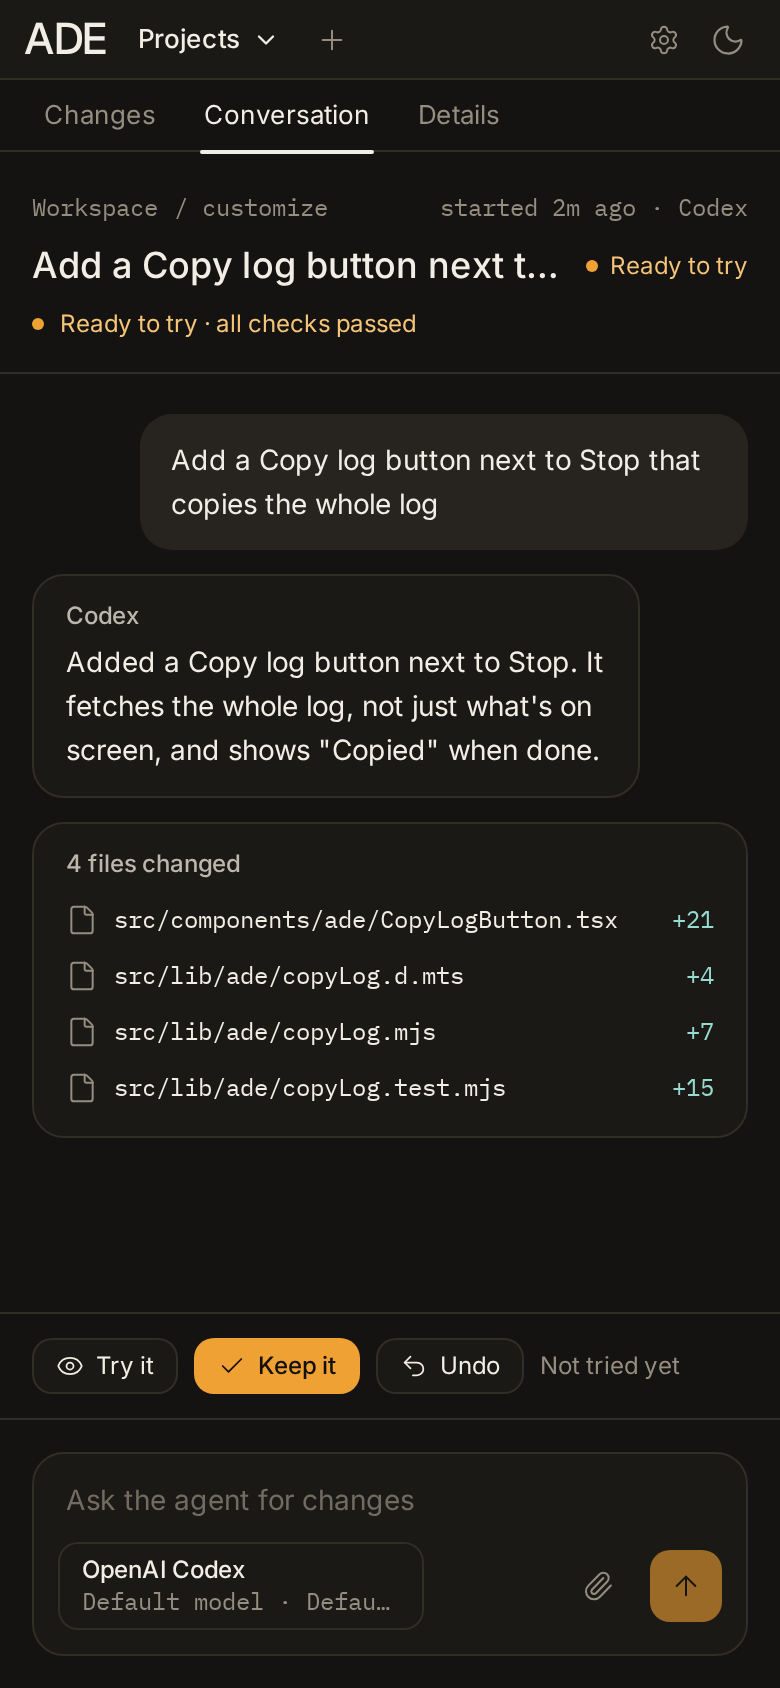 ADE Projects
Changes Conversation Details
Workspace / customize started 2m ago · Codex
Add a Copy log button next t… Ready to try
Ready to try · all checks passed
Add a Copy log button next to Stop that
copies the whole log
Codex
Added a Copy log button next to Stop. It
fetches the whole log, not just what's on
screen, and shows "Copied" when done.
4 files changed
src/components/ade/CopyLogButton.tsx +21
src/lib/ade/copyLog.d.mts +4
src/lib/ade/copyLog.mjs +7
src/lib/ade/copyLog.test.mjs +15
Try it Keep it Undo Not tried yet
Ask the agent for changes
OpenAI Codex
Default model · Defau…